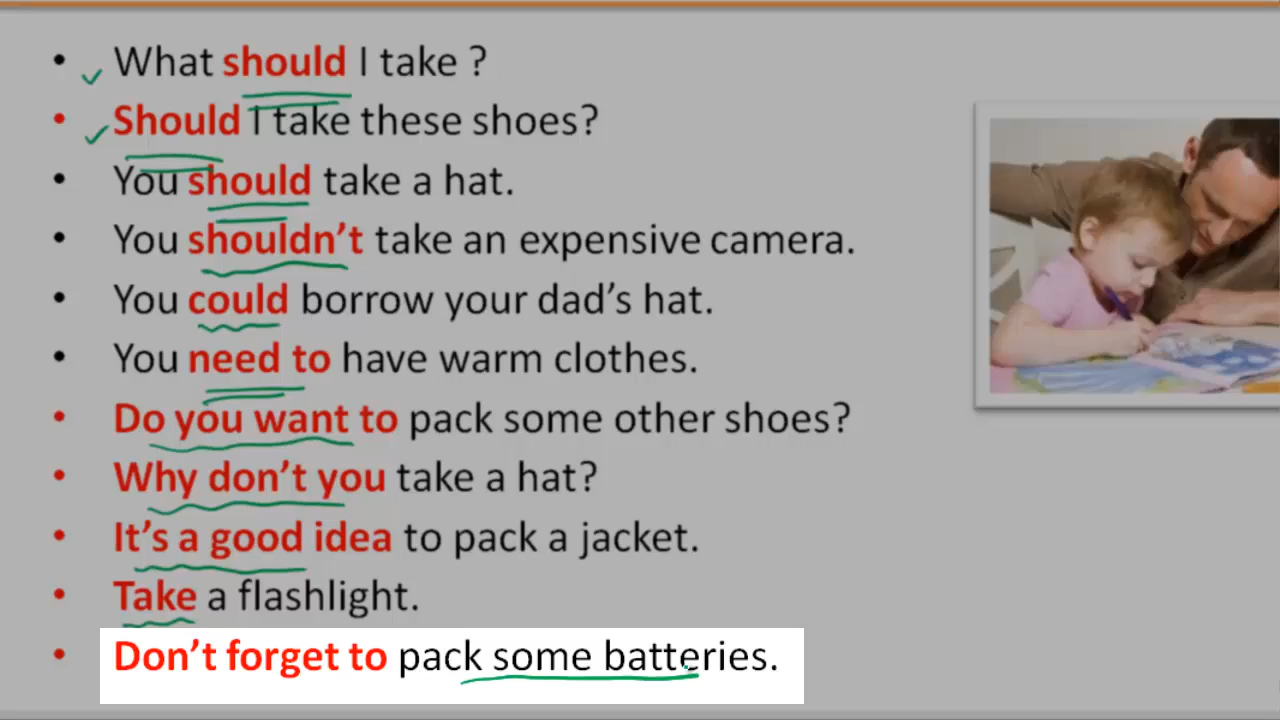 • What should I take ?
• Should I take these shoes?
• You should take a hat.
• You shouldn't take an expensive camera.
• You could borrow your dad's hat.
• You need to have warm clothes.
• Do you want to pack some other shoes?
• Why don't you take a hat?
• It's a good idea to pack a jacket.
• Take a flashlight.
• Don't forget to pack some batteries.